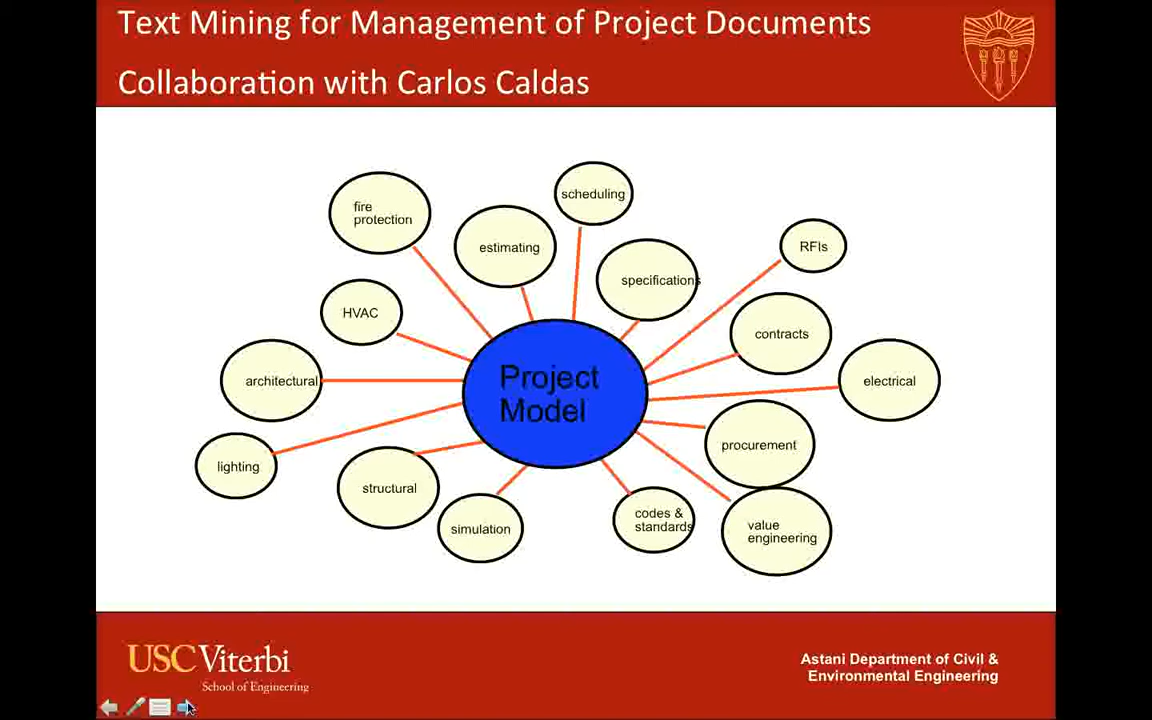 Text Mining for Management of Project Documents
Collaboration with Carlos Caldas
scheduling
fire
protection
estimating
RFIs
specifications
HVAC
contracts
Project
Model
architectural
electrical
procurement
lighting
structural
codes &
standards
simulation
value
engineering
USC Viterbi
School of Engineering
Astani Department of Civil &
Environmental Engineering